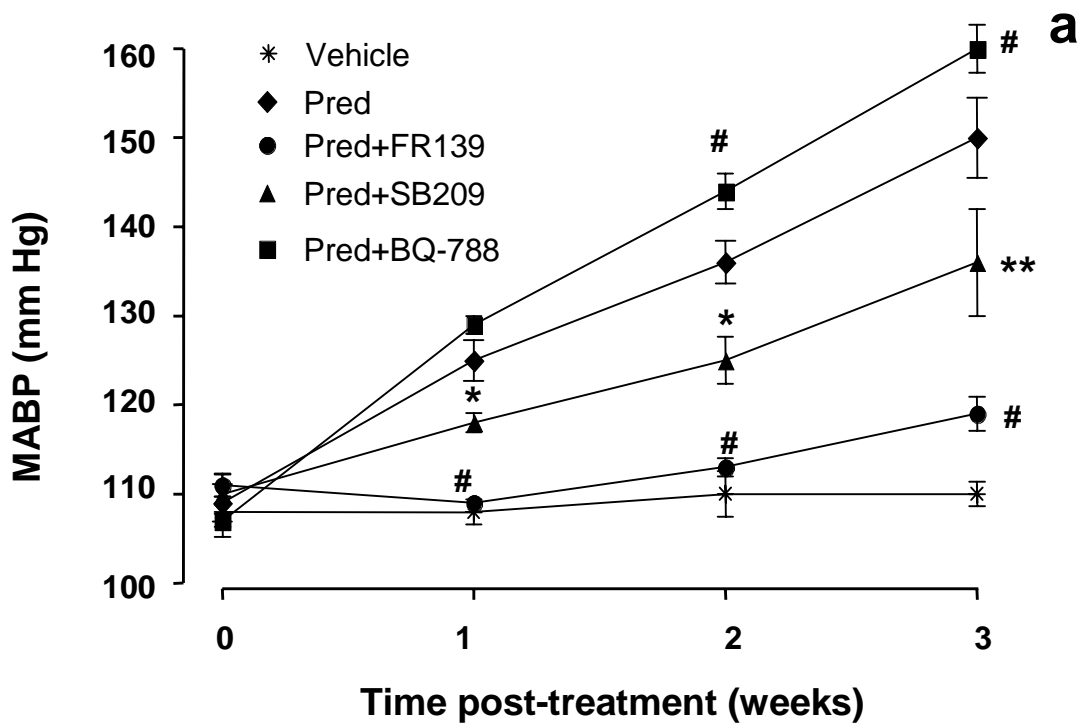 a
160
150
140
130
120
110
100
MABP (mm Hg)
Vehicle
Pred
Pred+FR139
Pred+SB209
Pred+BQ-788
#
#
**
#
*
#
*
#
0 1 2 3
Time post-treatment (weeks)